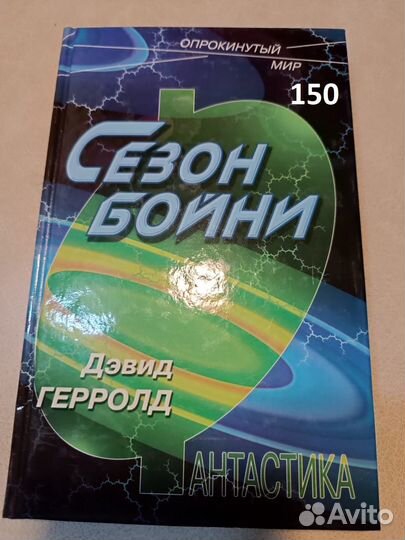 ОПРОКИНУТЫЙ
МИР
150
СЕЗОН
БОЙНИ
Дэвид
ГЕРРОЛД
ФАНТАСТИКА
Avito